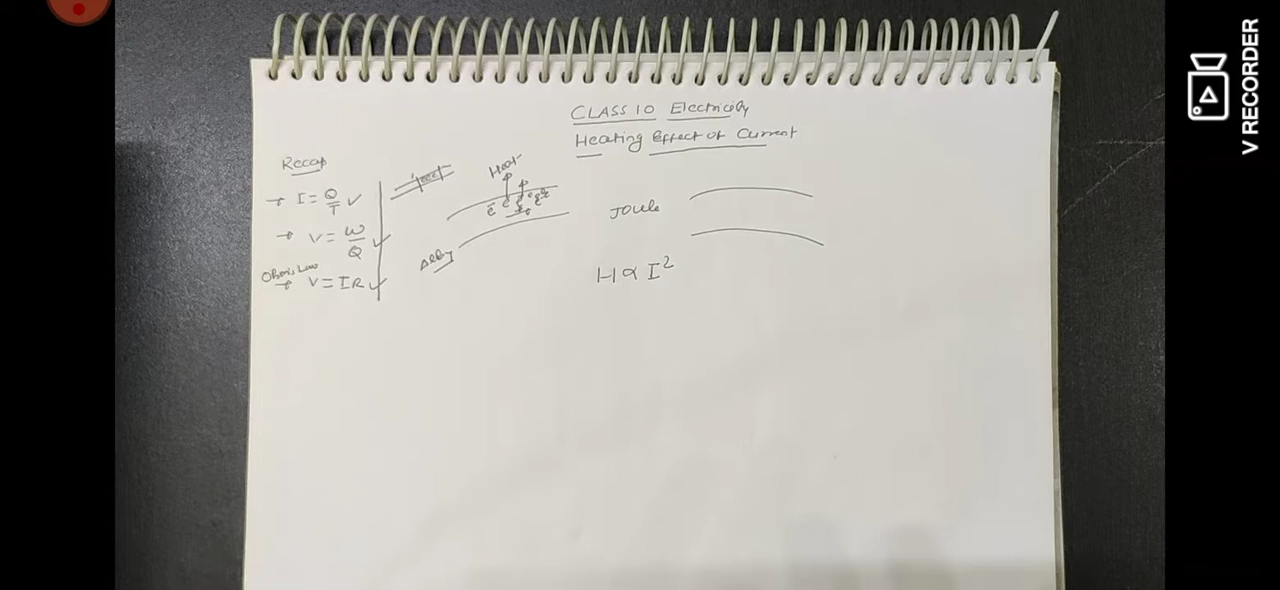 CLASS 10 Electricity
Heating Effect of Current
Recap
→ I = Q/T ✓
→ V = W/Q ✓
Ohm's Law
→ V = IR ✓
Heat
Alloy
Joule
H ∝ I²
V RECORDER